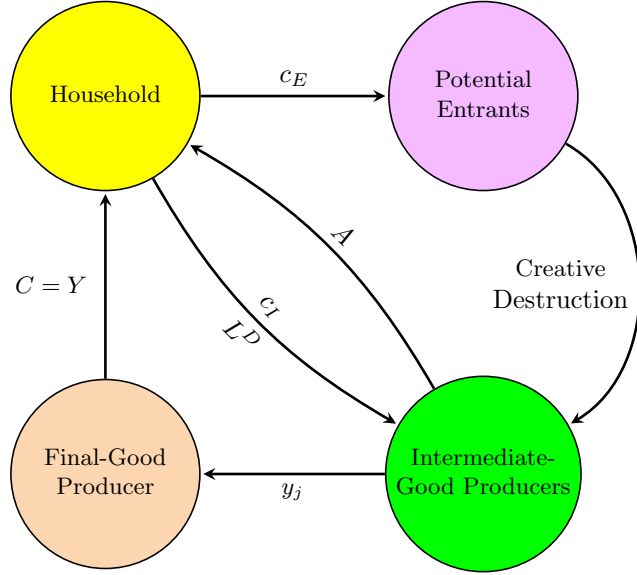 Household
c_E
Potential
Entrants
A
C = Y
Creative
Destruction
c_I
L^D
Final-Good
Producer
y_j
Intermediate-
Good Producers